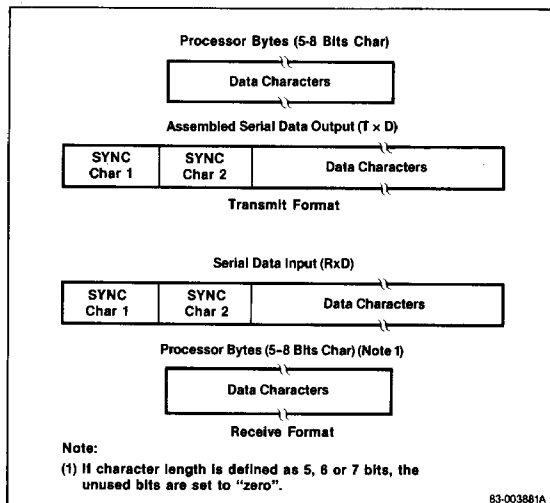 Processor Bytes (5-8 Bits Char)
Data Characters
Assembled Serial Data Output (T x D)
SYNC Char 1
SYNC Char 2
Data Characters
Transmit Format
Serial Data Input (RxD)
SYNC Char 1
SYNC Char 2
Data Characters
Processor Bytes (5-8 Bits Char) (Note 1)
Data Characters
Receive Format
Note:
(1) If character length is defined as 5, 6 or 7 bits, the
unused bits are set to "zero".
83-003881A